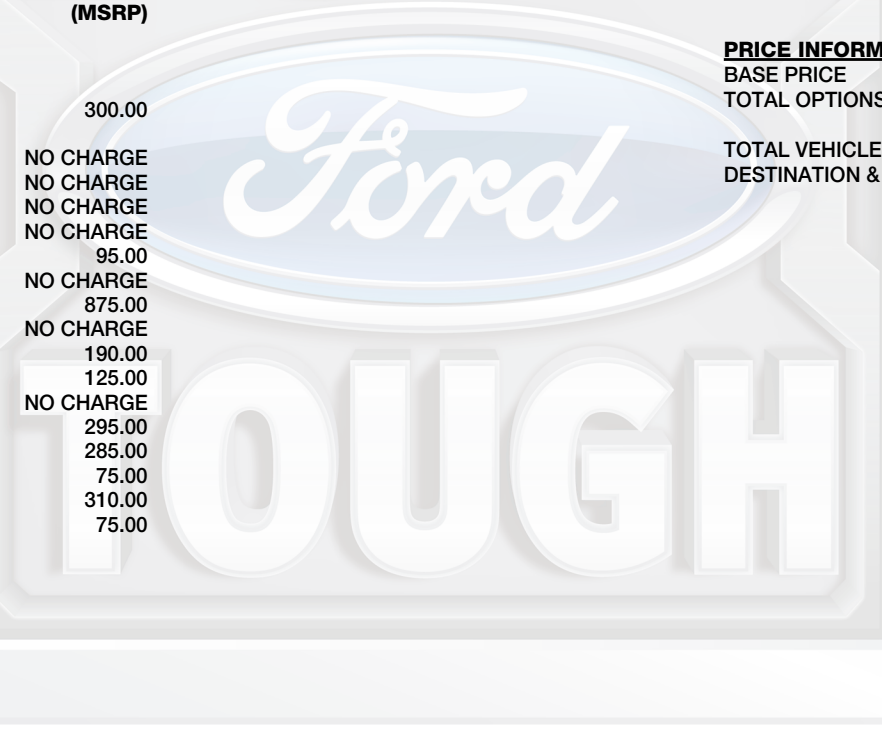 (MSRP)
300.00
NO CHARGE
NO CHARGE
NO CHARGE
NO CHARGE
95.00
NO CHARGE
875.00
NO CHARGE
190.00
125.00
NO CHARGE
295.00
285.00
75.00
310.00
75.00
PRICE INFORM
BASE PRICE
TOTAL OPTIONS
TOTAL VEHICLE
DESTINATION &
Ford
TOUGH